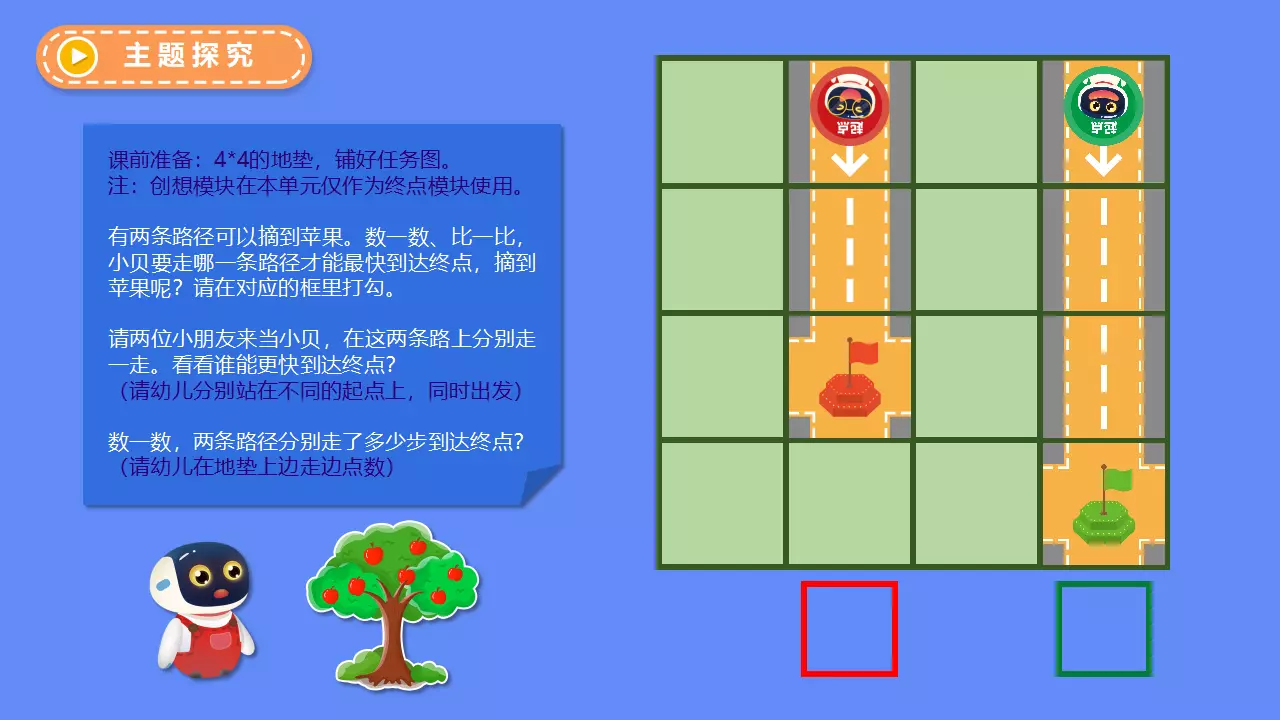 主题探究
课前准备：4*4的地垫，铺好任务图。
注：创想模块在本单元仅作为终点模块使用。
有两条路径可以摘到苹果。数一数、比一比，
小贝要走哪一条路径才能最快到达终点，摘到
苹果呢？请在对应的框里打勾。
请两位小朋友来当小贝，在这两条路上分别走
一走。看看谁能更快到达终点？
（请幼儿分别站在不同的起点上，同时出发）
数一数，两条路径分别走了多少步到达终点？
（请幼儿在地垫上边走边点数）
起点
起点